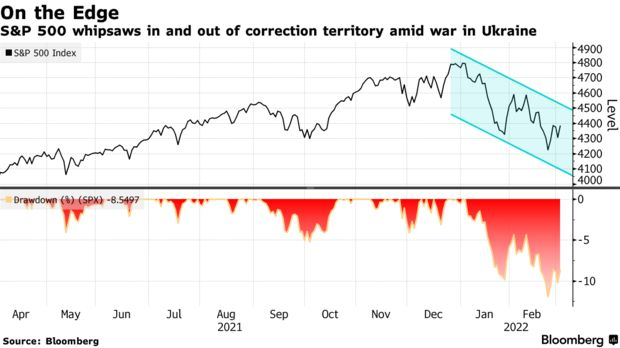 On the Edge
S&P 500 whipsaws in and out of correction territory amid war in Ukraine
S&P 500 Index
4900
4800
4700
4600
4500
4400
4300
4200
4100
4000
Level
Drawdown (%) (SPX) -8.5497
0
-5
-10
Apr May Jun Jul Aug Sep Oct Nov Dec Jan Feb
2021 2022
Source: Bloomberg
Bloomberg